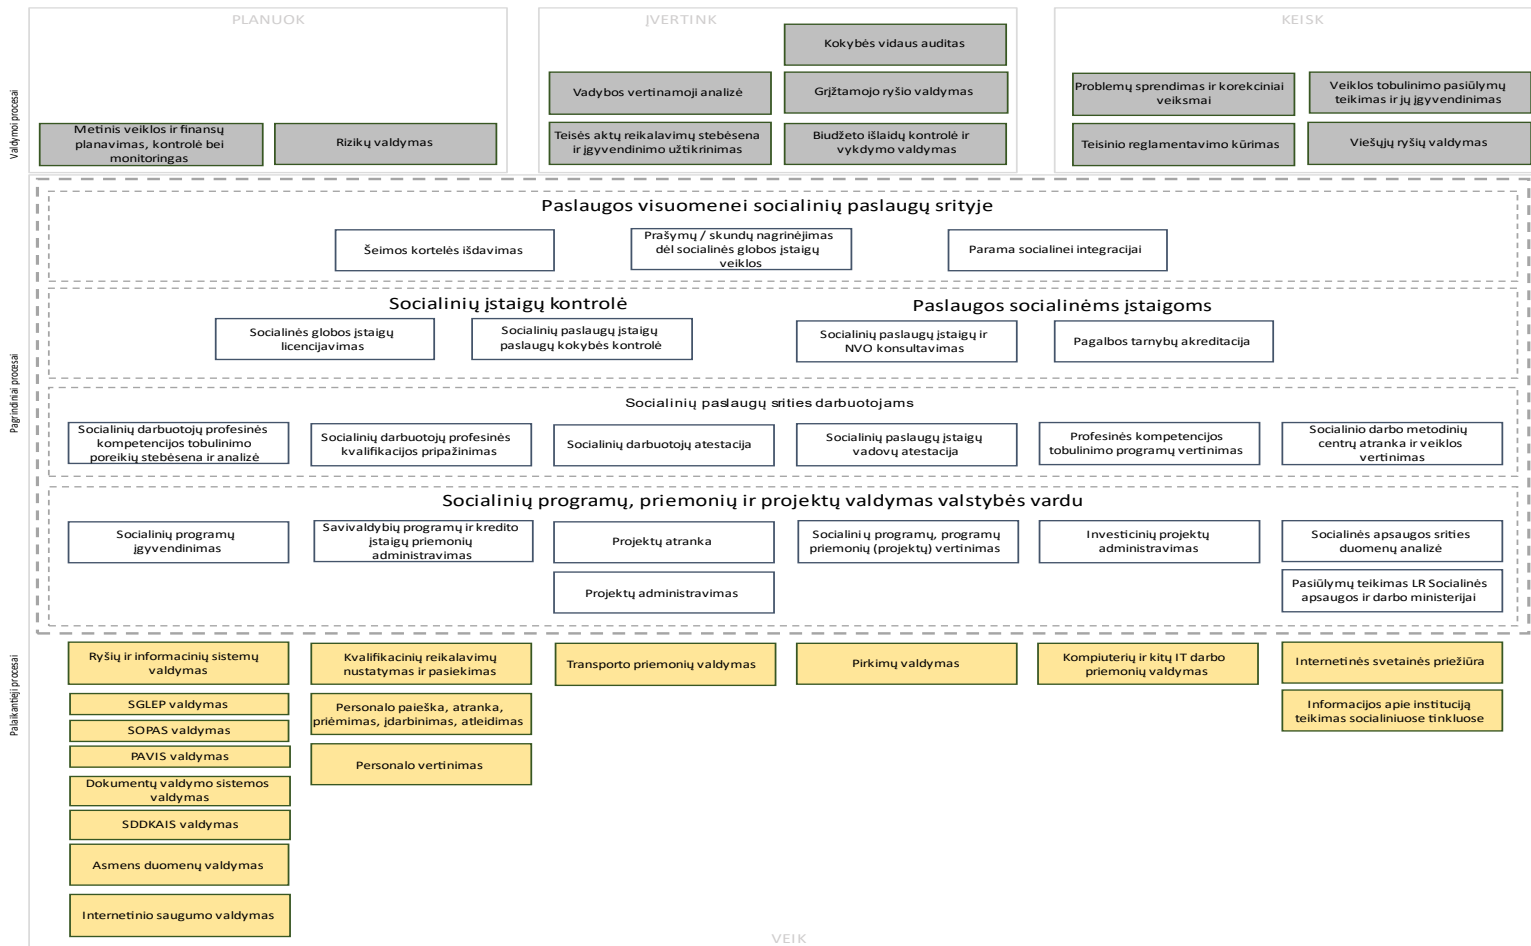 PLANUOK
ĮVERTINK
KEISK
Valdymoi procesai
Kokybės vidaus auditas
Vadybos vertinamoji analizė
Grįžtamojo ryšio valdymas
Problemų sprendimas ir korekciniai
veiksmai
Veiklos tobulinimo pasiūlymų
teikimas ir jų įgyvendinimas
Metinis veiklos ir finansų
planavimas, kontrolė bei
monitoringas
Rizikų valdymas
Teisės aktų reikalavimų stebėsena
ir įgyvendinimo užtikrinimas
Biudžeto išlaidų kontrolė ir
vykdymo valdymas
Teisinio reglamentavimo kūrimas
Viešųjų ryšių valdymas
Pagrindiniai procesai
Paslaugos visuomenei socialinių paslaugų srityje
Šeimos kortelės išdavimas
Prašymų / skundų nagrinėjimas
dėl socialinės globos įstaigų
veiklos
Parama socialinei integracijai
Socialinių įstaigų kontrolė
Paslaugos socialinėms įstaigoms
Socialinės globos įstaigų
licencijavimas
Socialinių paslaugų įstaigų
paslaugų kokybės kontrolė
Socialinių paslaugų įstaigų ir
NVO konsultavimas
Pagalbos tarnybų akreditacija
Socialinių paslaugų srities darbuotojams
Socialinių darbuotojų profesinės
kompetencijos tobulinimo
poreikių stebėsena ir analizė
Socialinių darbuotojų profesinės
kvalifikacijos pripažinimas
Socialinių darbuotojų atestacija
Socialinių paslaugų įstaigų
vadovų atestacija
Profesinės kompetencijos
tobulinimo programų vertinimas
Socialinio darbo metodinių
centrų atranka ir veiklos
vertinimas
Socialinių programų, priemonių ir projektų valdymas valstybės vardu
Socialinių programų
įgyvendinimas
Savivaldybių programų ir kredito
įstaigų priemonių
administravimas
Projektų atranka
Socialinių programų, programų
priemonių (projektų) vertinimas
Investicinių projektų
administravimas
Socialinės apsaugos srities
duomenų analizė
Projektų administravimas
Pasiūlymų teikimas LR Socialinės
apsaugos ir darbo ministerijai
Palaikantieji procesai
Ryšių ir informacinių sistemų
valdymas
Kvalifikacinių reikalavimų
nustatymas ir pasiekimas
Transporto priemonių valdymas
Pirkimų valdymas
Kompiuterių ir kitų IT darbo
priemonių valdymas
Internetinės svetainės priežiūra
SGLEP valdymas
Personalo paieška, atranka,
priėmimas, įdarbinimas, atleidimas
Informacijos apie instituciją
teikimas socialiniuose tinkluose
SOPAS valdymas
PAVIS valdymas
Personalo vertinimas
Dokumentų valdymo sistemos
valdymas
SDDKAIS valdymas
Asmens duomenų valdymas
Internetinio saugumo valdymas
VEIK